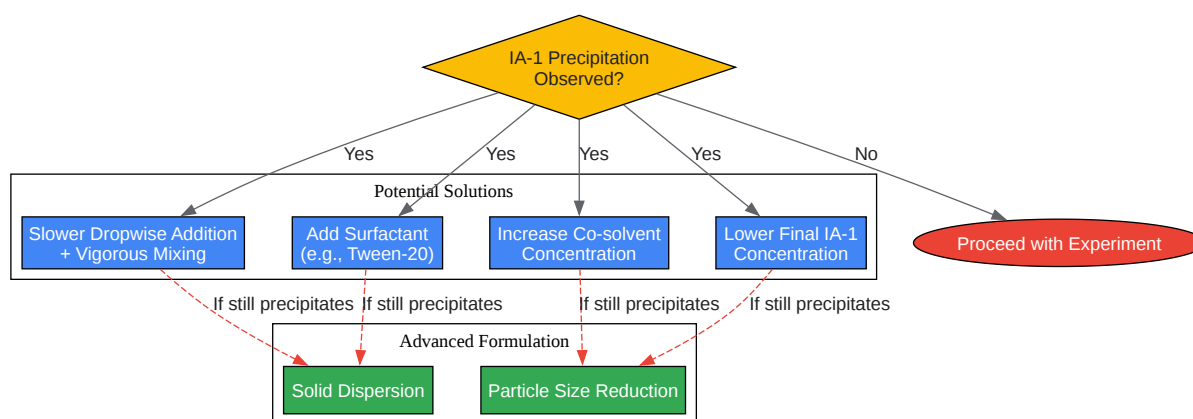 IA-1 Precipitation
Observed?
Yes
Yes
Yes
Yes
No
Potential Solutions
Slower Dropwise Addition
+ Vigorous Mixing
Add Surfactant
(e.g., Tween-20)
Increase Co-solvent
Concentration
Lower Final IA-1
Concentration
Proceed with Experiment
If still precipitates
If still precipitates
If still precipitates
If still precipitates
Advanced Formulation
Solid Dispersion
Particle Size Reduction